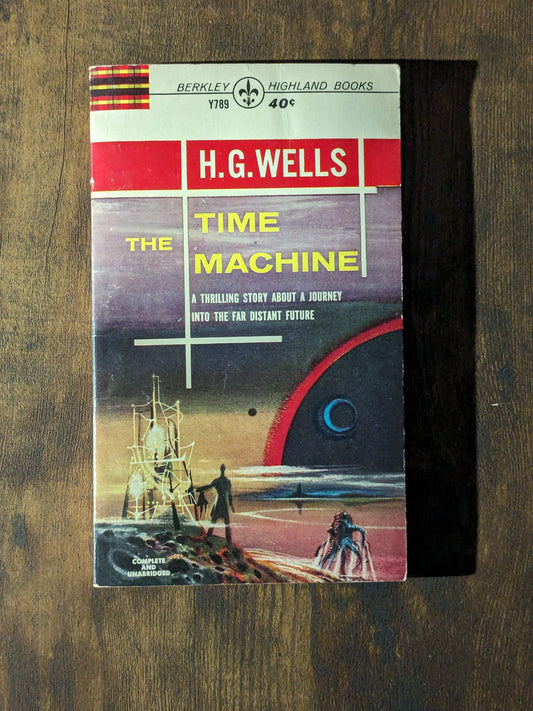 BERKLEY HIGHLAND BOOKS
Y789 40¢
H.G.WELLS
THE TIME
MACHINE
A THRILLING STORY ABOUT A JOURNEY
INTO THE FAR DISTANT FUTURE
COMPLETE
AND
UNABRIDGED